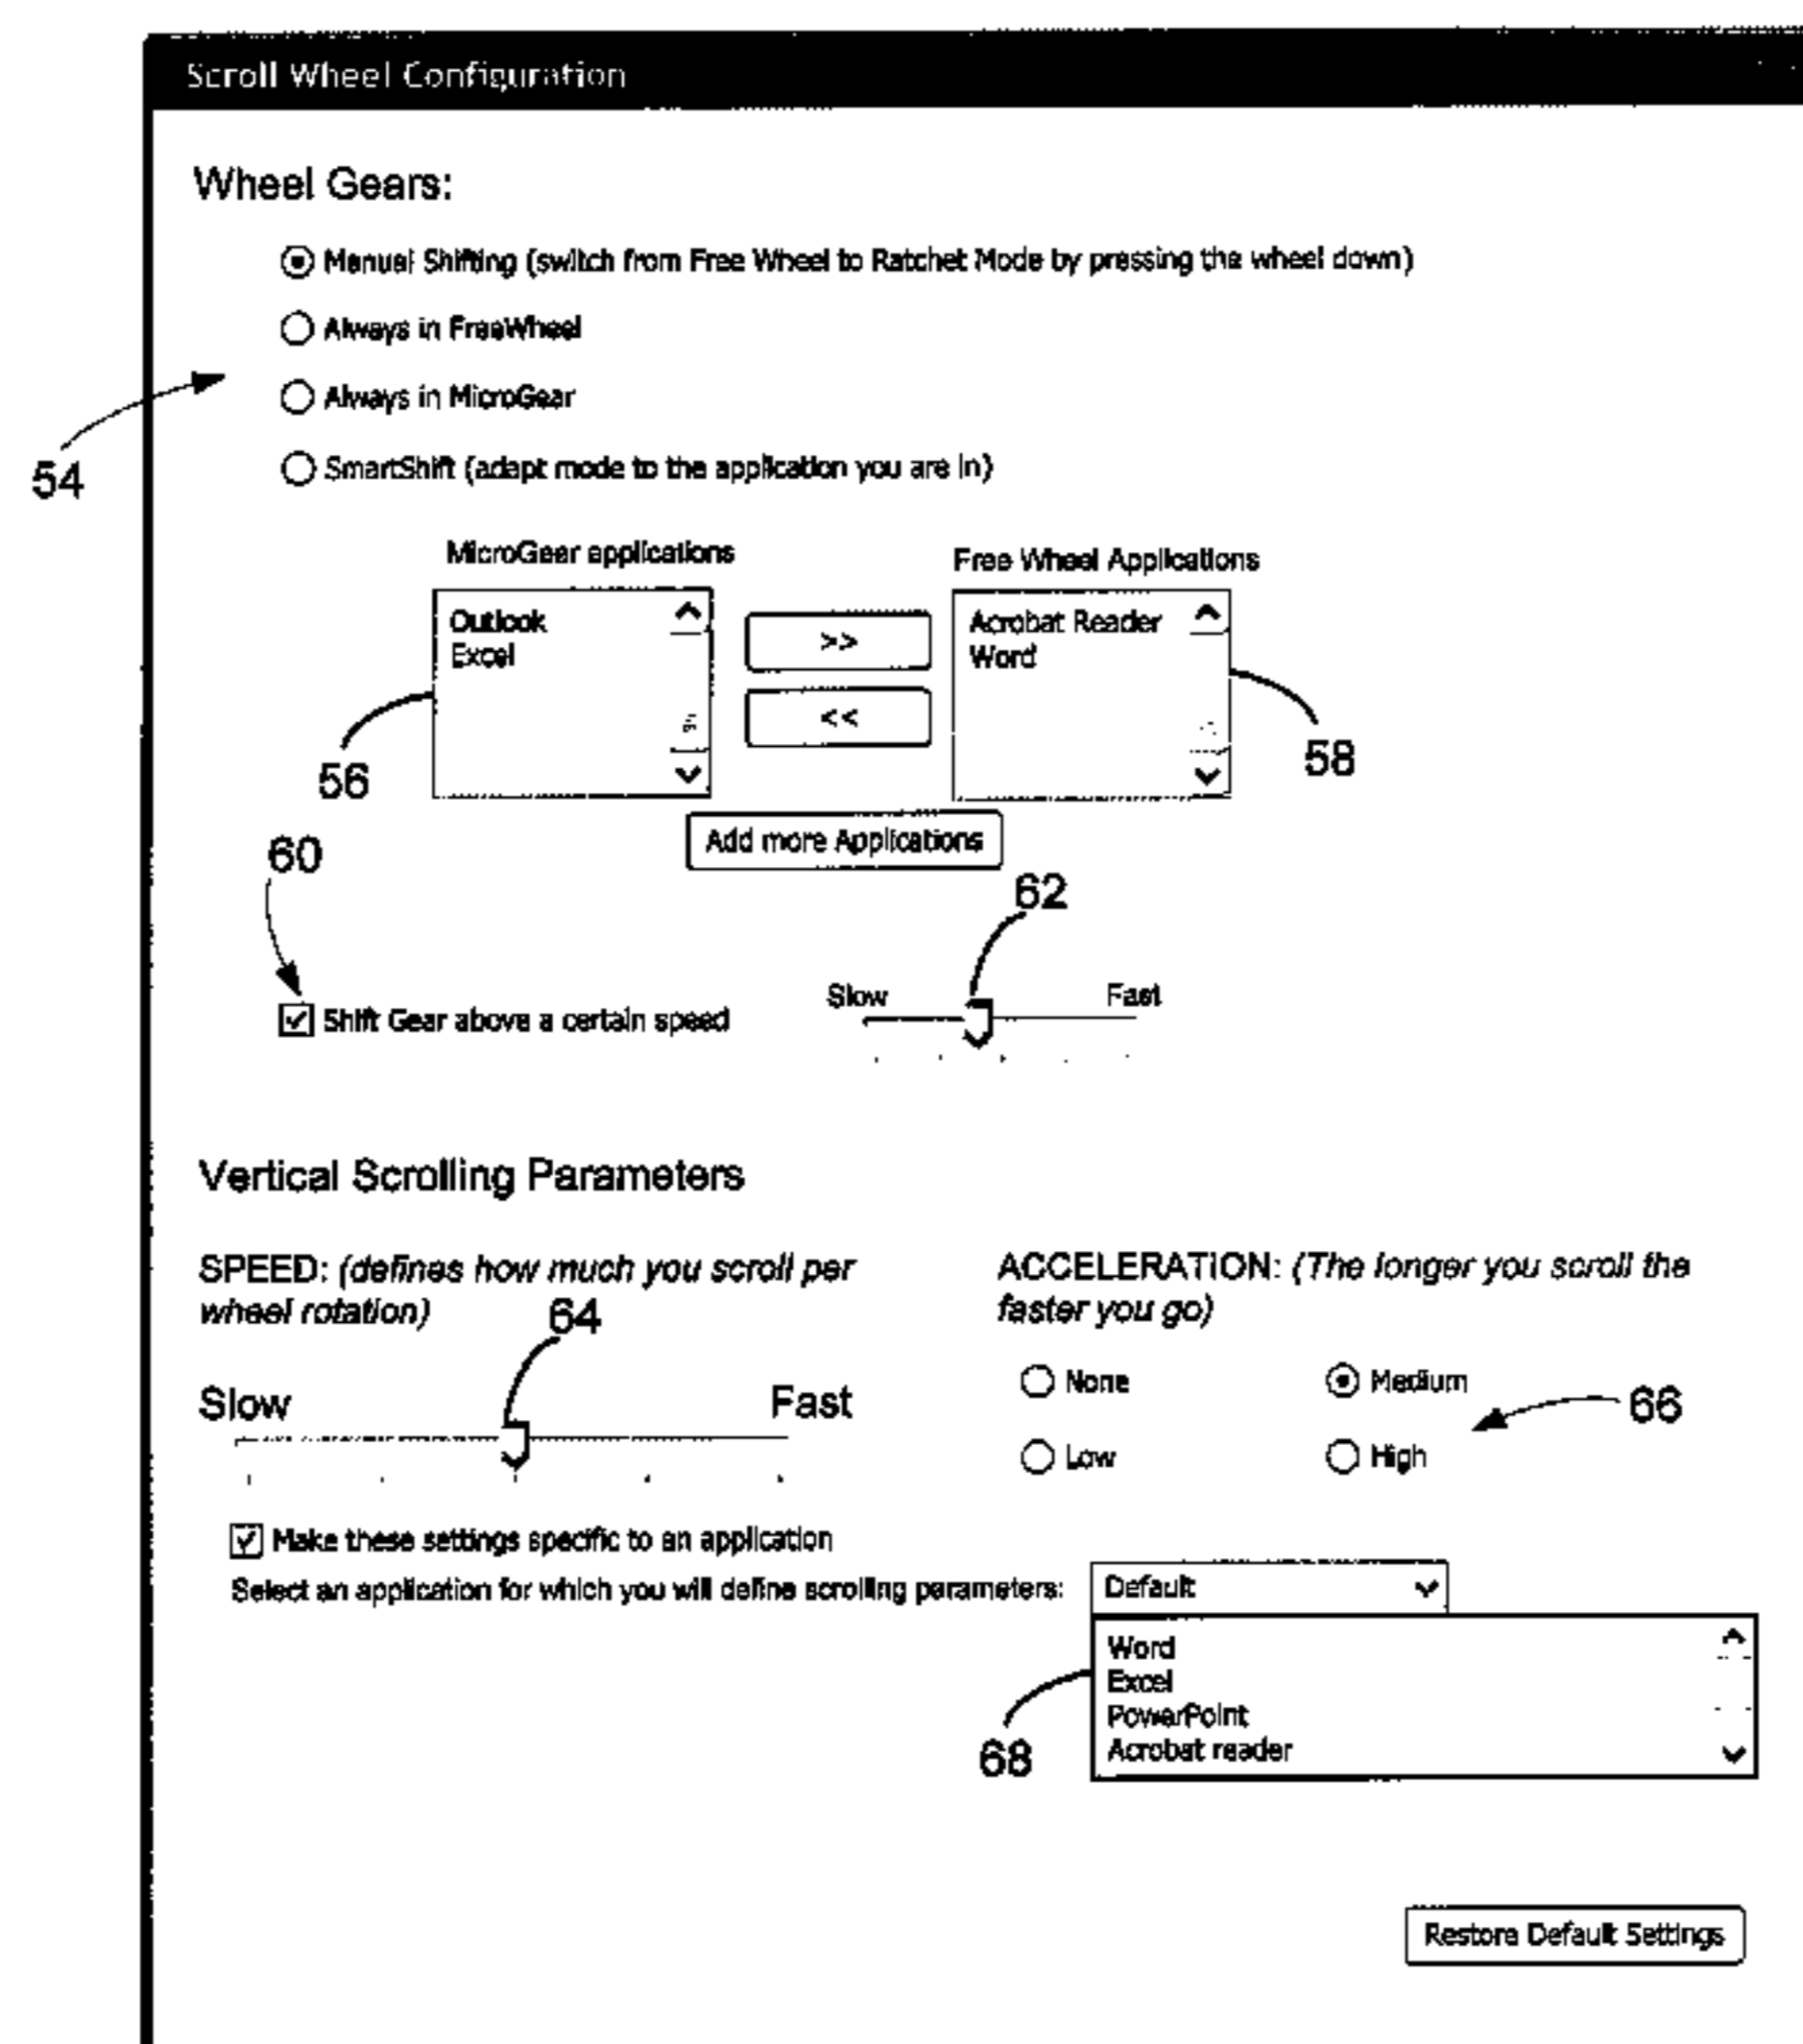 Scroll Wheel Configuration
Wheel Gears:
Manual Shifting (switch from Free Wheel to Ratchet Mode by pressing the wheel down)
Always in FreeWheel
Always in MicroGear
54
SmartShift (adapt mode to the application you are in)
MicroGear applications
Free Wheel Applications
Outlook
Excel
>>
<<
Acrobat Reader
Word
56
58
Add more Applications
60
62
Shift Gear above a certain speed
Slow
Fast
Vertical Scrolling Parameters
SPEED: (defines how much you scroll per
wheel rotation)
64
ACCELERATION: (The longer you scroll the
faster you go)
Slow
Fast
None
Medium
Low
High
66
Make these settings specific to an application
Select an application for which you will define scrolling parameters:
Default
Word
Excel
PowerPoint
Acrobat reader
68
Restore Default Settings